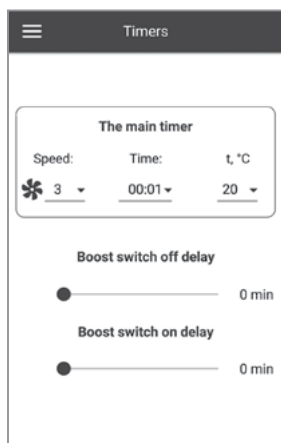 Timers
The main timer
Speed: Time: t, °C
3 00:01 20
Boost switch off delay
0 min
Boost switch on delay
0 min